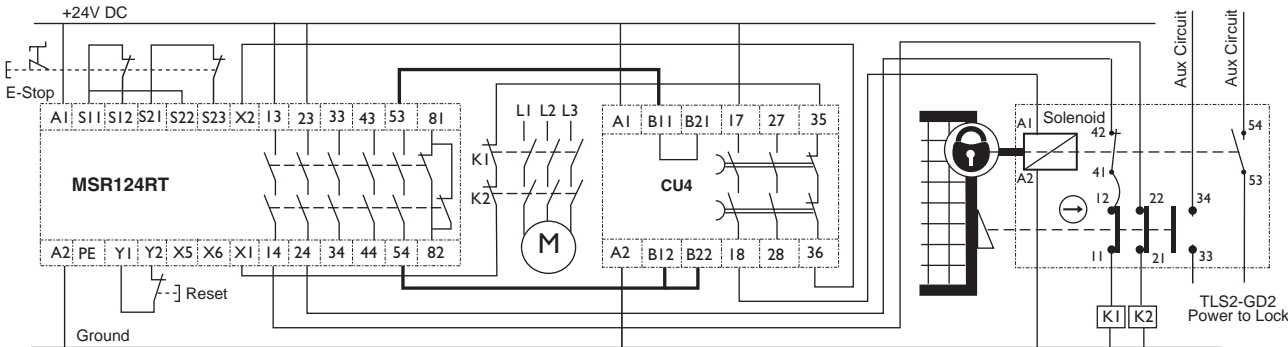 +24V DC
Aux Circuit
Aux Circuit
E-Stop
A1 S11 S12 S21 S22 S23 X2 13 23 33 43 53 81
MSR124RT
A2 PE Y1 Y2 X5 X6 X1 14 24 34 44 54 82
Reset
Ground
L1 L2 L3
K1
K2
M
A1 B11 B21 17 27 35
CU4
A2 B12 B22 18 28 36
A1 Solenoid
A2
42
41
54
53
12 22 34
11 21 33
K1 K2
TLS2-GD2
Power to Lock